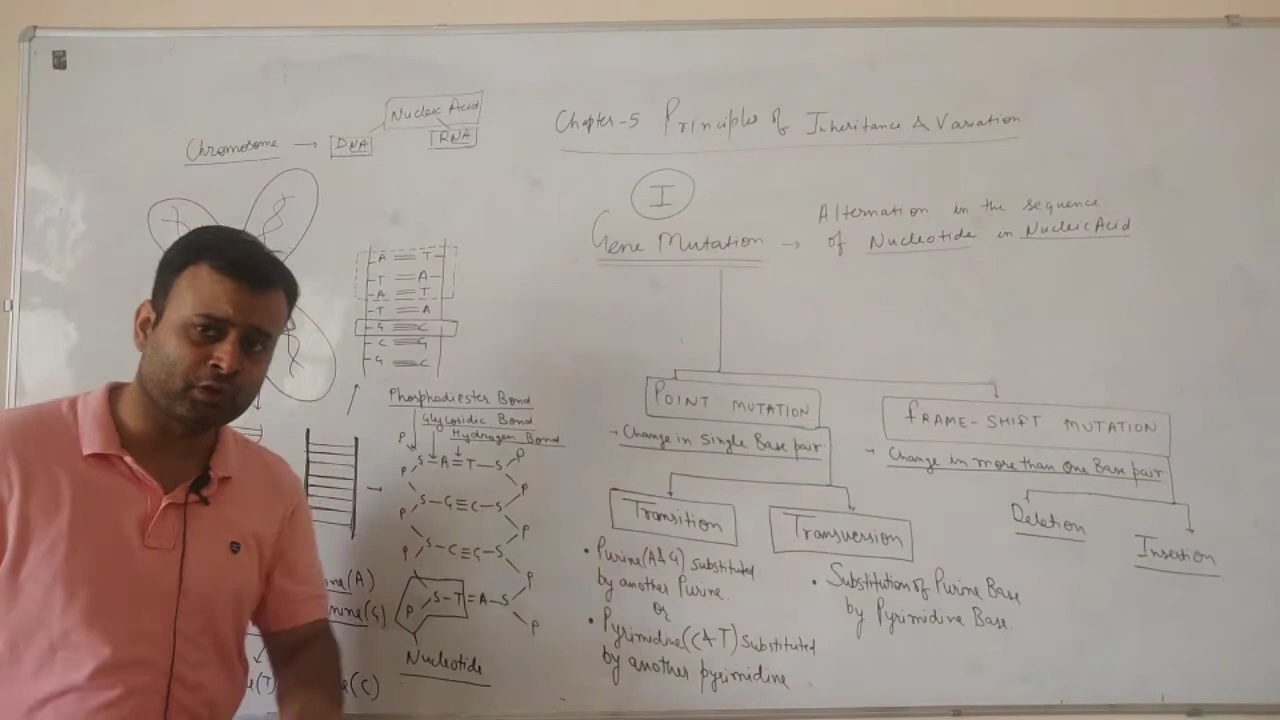 Nucleic Acid
Chromosome → DNA RNA
Chapter-5 Principles of Inheritance & Variation
I
Gene Mutation → Alternation in the sequence
of Nucleotide in Nucleic Acid
A T
T A
A T
T A
G C
C G
G C
Phosphodiester Bond
Glycosidic Bond
Hydrogen Bond
P S=A=T-S P
P S-G≡C-S P
P S-C≡G-S P
P S-T=A-S P
Nucleotide
ine(A)
nine(G)
(T) (C)
POINT MUTATION
- Change in Single Base pair
FRAME-SHIFT MUTATION
- Change in more than one Base pair
Transition
Transversion
Deletion
Insertion
• Purine(A&G) substituted
by another Purine
Or
• Pyrimidine(C&T) Substituted
by another pyrimidine
• Substitution of Purine Base
by Pyrimidine Base